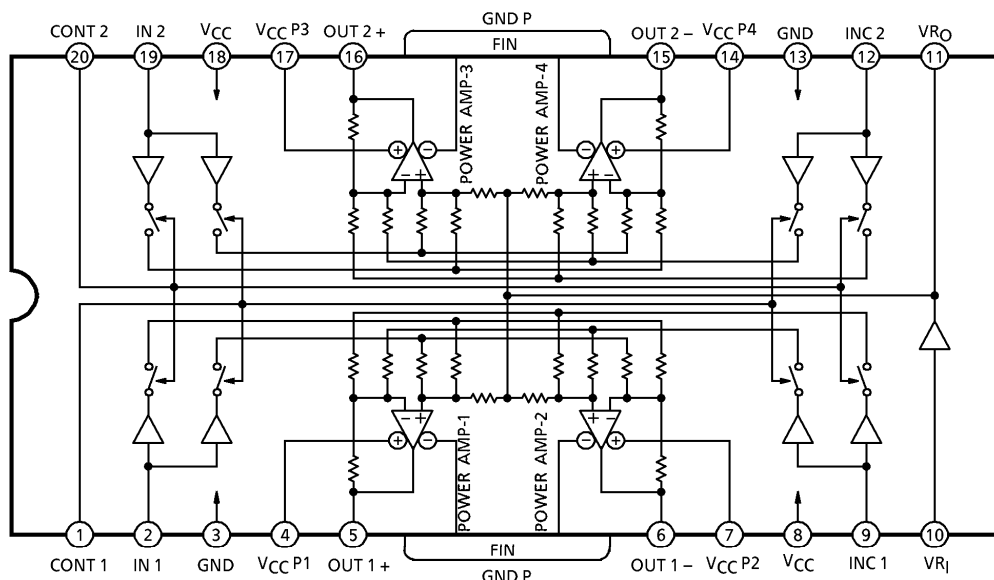 GND P
CONT 2 IN 2 VCC VCC P3 OUT 2 + FIN OUT 2 − VCC P4 GND INC 2 VRO
20 19 18 17 16 15 14 13 12 11
POWER AMP-3
POWER AMP-4
+ − − +
− + + −
− + + −
+ − − +
POWER AMP-1
POWER AMP-2
1 2 3 4 5 6 7 8 9 10
CONT 1 IN 1 GND VCC P1 OUT 1 + FIN OUT 1 − VCC P2 VCC INC 1 VRI
GND P